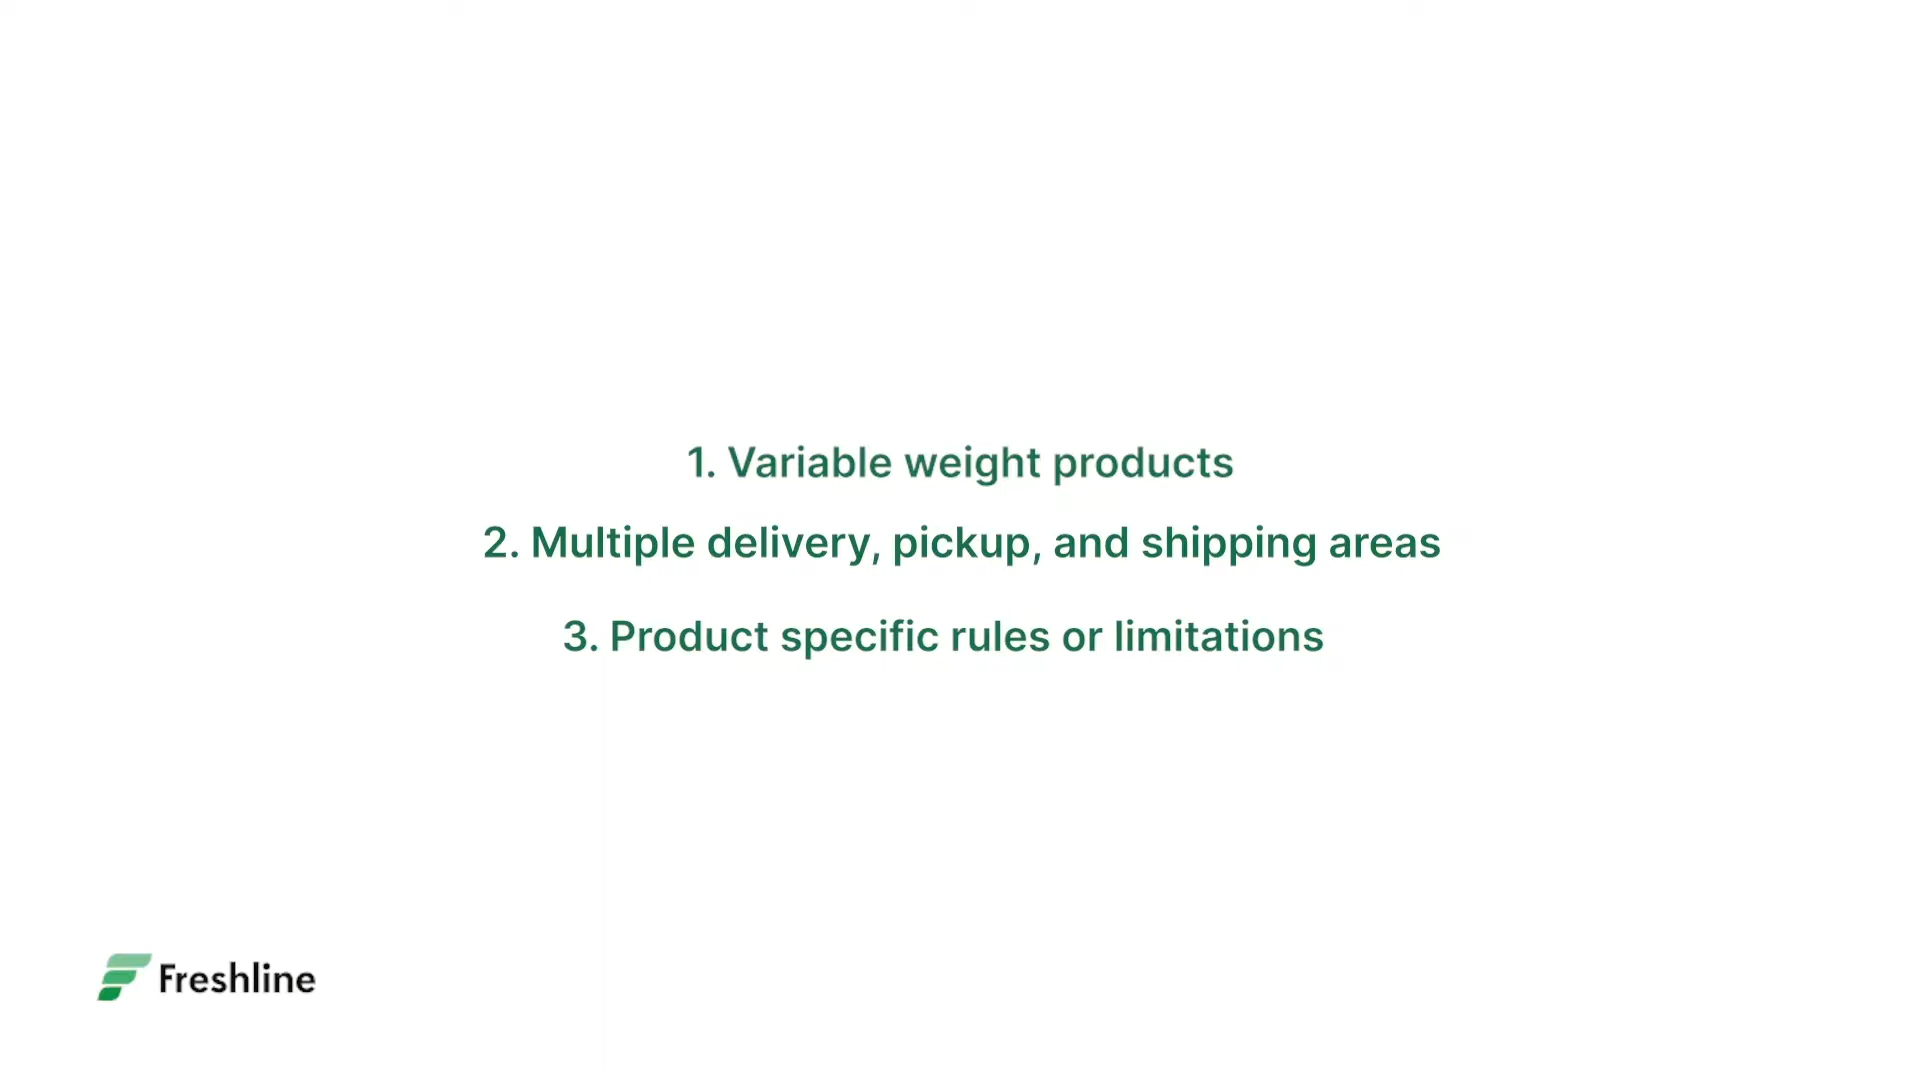 1. Variable weight products
2. Multiple delivery, pickup, and shipping areas
3. Product specific rules or limitations
Freshline